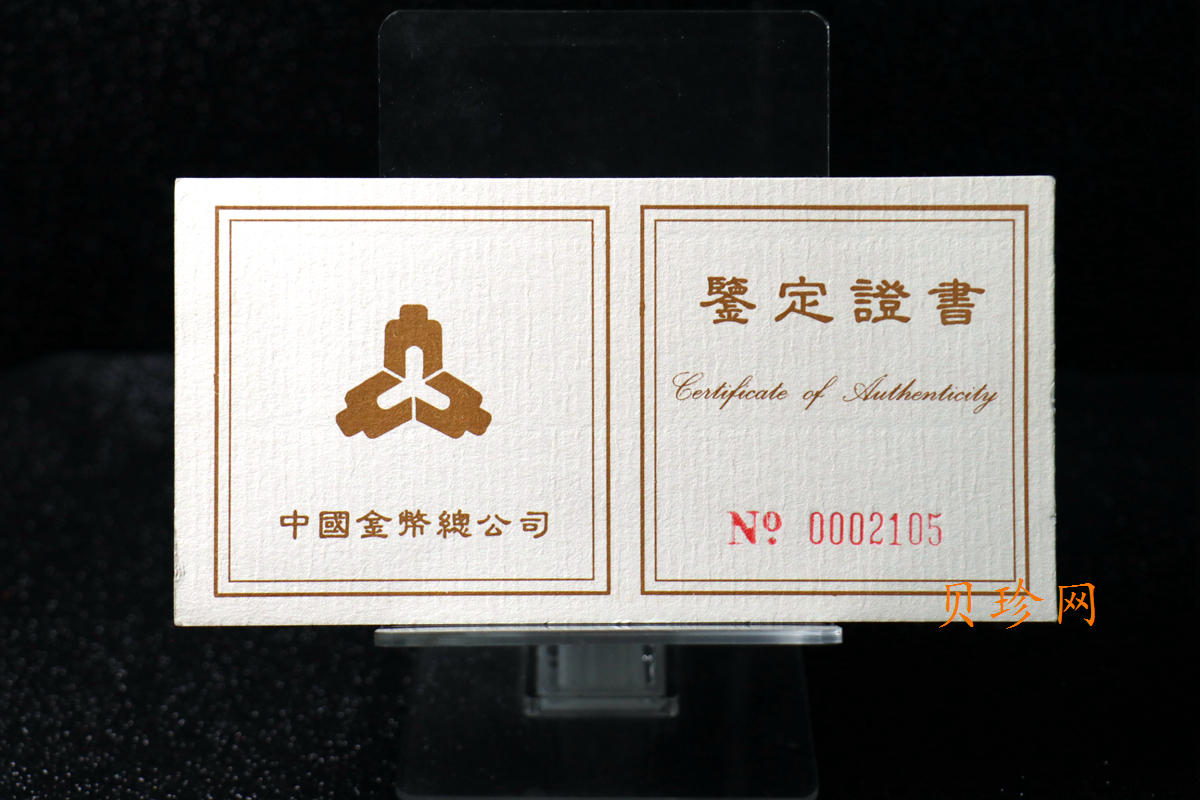 中國金幣總公司
鑒定證書
Certificate of Authenticity
Nº 0002105
贝珍网